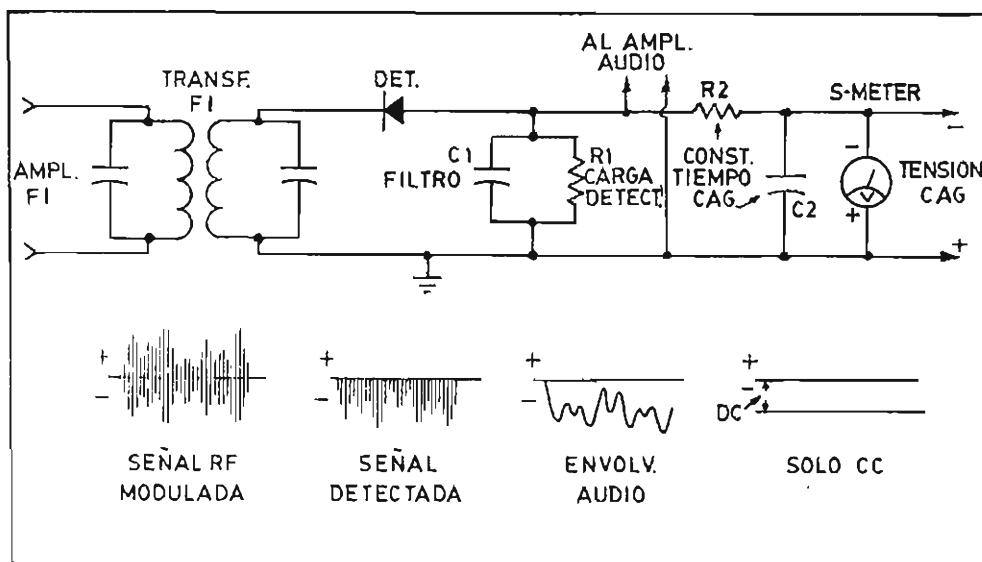 AL AMPL.
AUDIO
TRANSF.
FI
DET.
R2
S-METER
-
AMPL.
FI
C1
FILTRO
R1
CARGA
DETECT.
CONST.
TIEMPO
CAG
C2
-
V
+
TENSION
CAG
+
+
-
+
-
+
-
+
-
DC
SEÑAL RF
MODULADA
SEÑAL
DETECTADA
ENVOLV.
AUDIO
SOLO CC